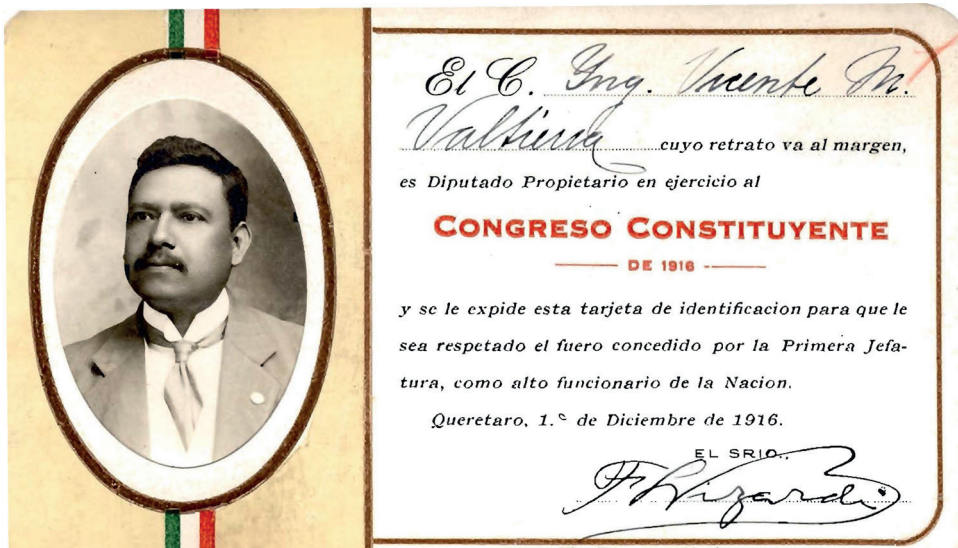 El C. Ing. Vicente M.
Valtierra cuyo retrato va al margen,
es Diputado Propietario en ejercicio al
CONGRESO CONSTITUYENTE
DE 1916
y se le expide esta tarjeta de identificacion para que le
sea respetado el fuero concedido por la Primera Jefa-
tura, como alto funcionario de la Nacion.
Queretaro, 1.º de Diciembre de 1916.
EL SRIO.,
F Lizardi